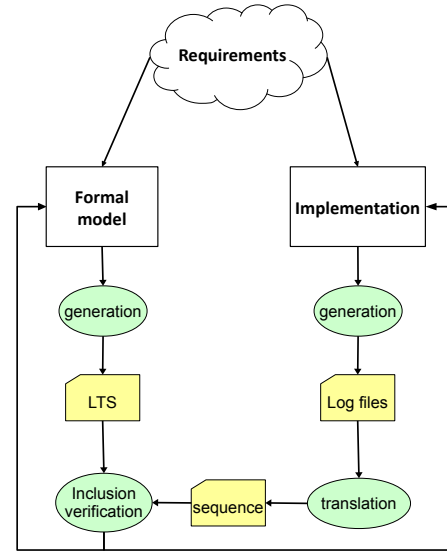 Requirements
Formal
model
Implementation
generation
generation
LTS
Log files
Inclusion
verification
sequence
translation